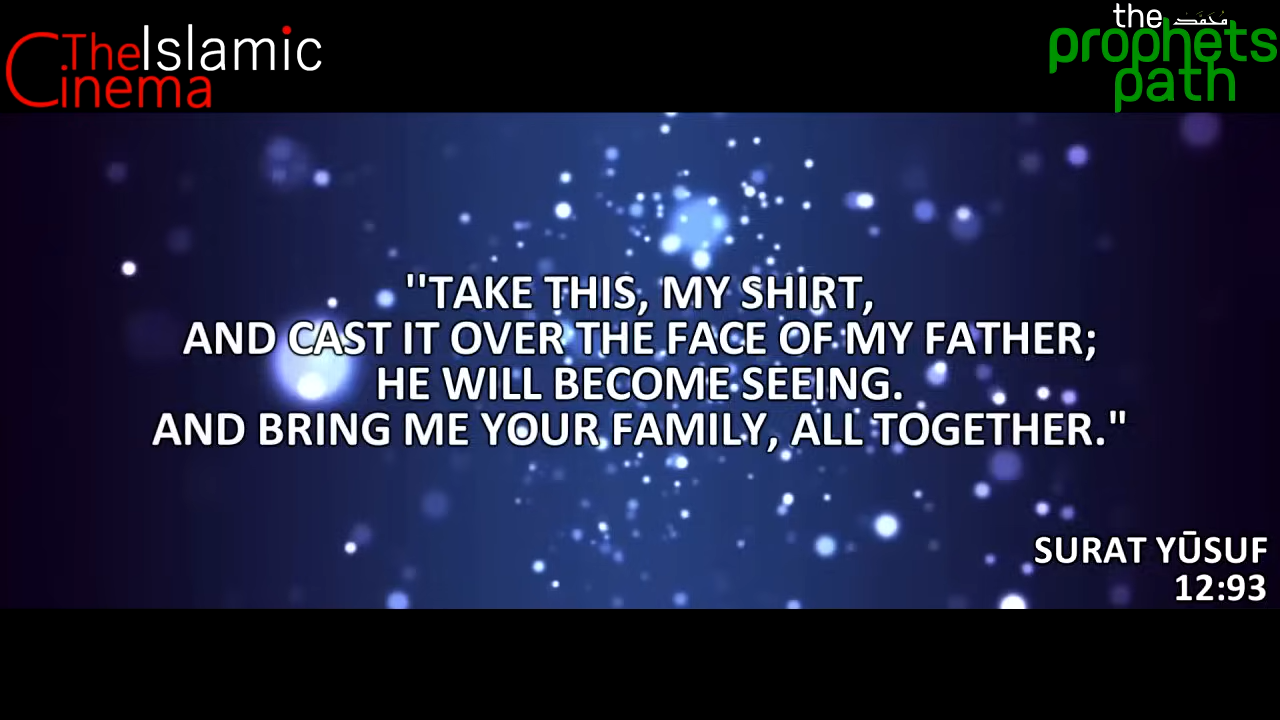 TheIslamic
Cinema
the محمد
prophets
path
''TAKE THIS, MY SHIRT,
AND CAST IT OVER THE FACE OF MY FATHER;
HE WILL BECOME SEEING.
AND BRING ME YOUR FAMILY, ALL TOGETHER."
SURAT YŪSUF
12:93